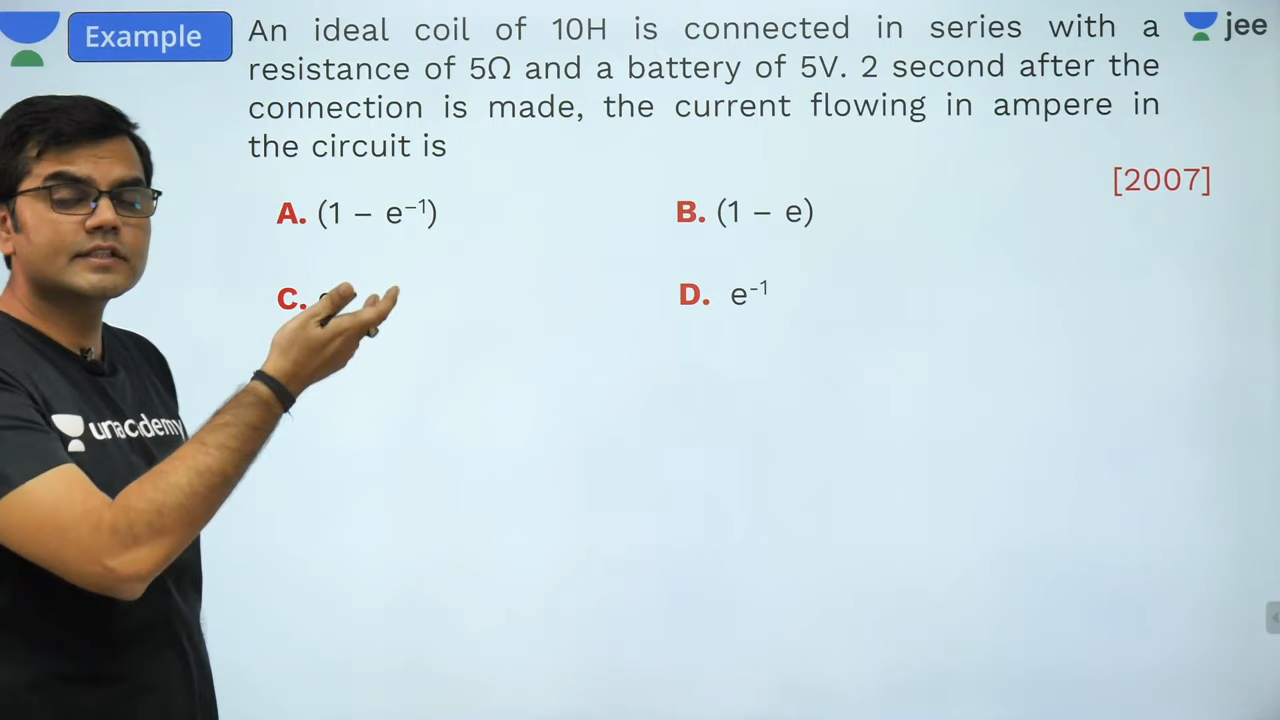 Example
An ideal coil of 10H is connected in series with a
resistance of 5Ω and a battery of 5V. 2 second after the
connection is made, the current flowing in ampere in
the circuit is
jee
[2007]
A. (1 – e⁻¹)
B. (1 – e)
C.
D. e⁻¹
unacademy